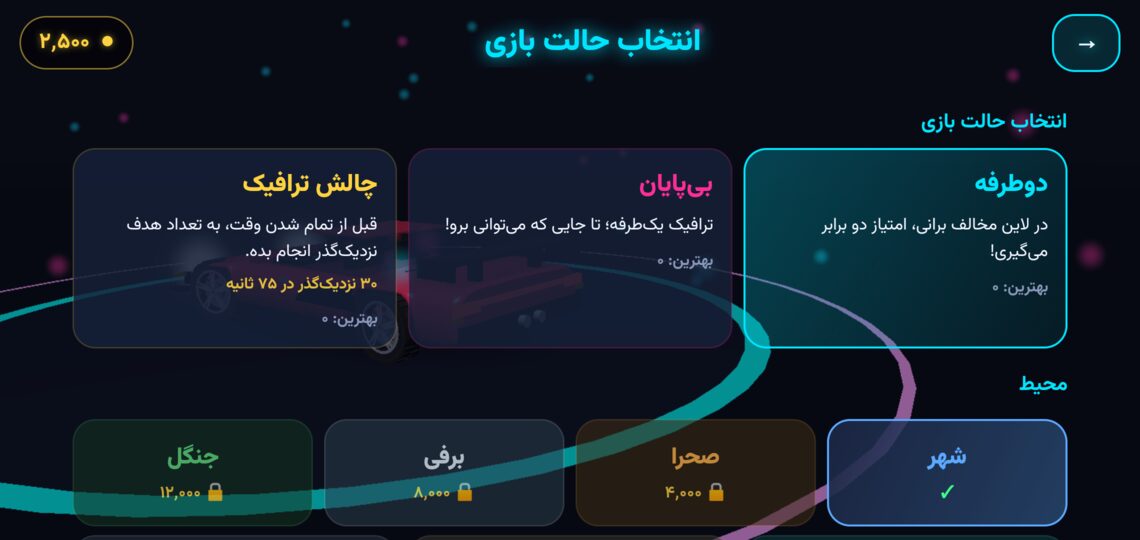 →
انتخاب حالت بازی
۲,۵۰۰
انتخاب حالت بازی
دوطرفه
در لاین مخالف برانی، امتیاز دو برابر
می‌گیری!
بهترین: ۰
بی‌پایان
ترافیک یک‌طرفه؛ تا جایی که می‌توانی برو!
بهترین: ۰
چالش ترافیک
قبل از تمام شدن وقت، به تعداد هدف
نزدیک‌گذر انجام بده.
۳۰ نزدیک‌گذر در ۷۵ ثانیه
بهترین: ۰
محیط
شهر
✓
صحرا
🔒 ۴,۰۰۰
برفی
🔒 ۸,۰۰۰
جنگل
🔒 ۱۲,۰۰۰